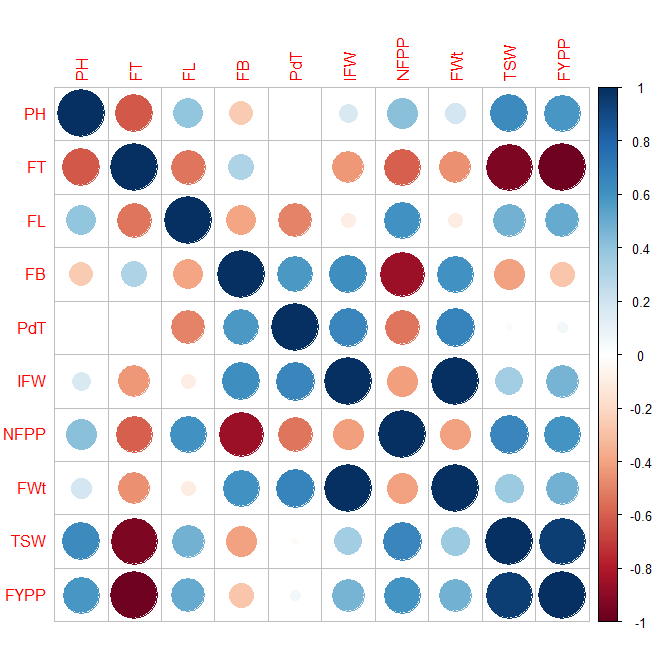 PH FT FL FB PdT IFW NFPP FWt TSW FYPP
PH
FT
FL
FB
PdT
IFW
NFPP
FWt
TSW
FYPP
1
0.8
0.6
0.4
0.2
0
-0.2
-0.4
-0.6
-0.8
-1